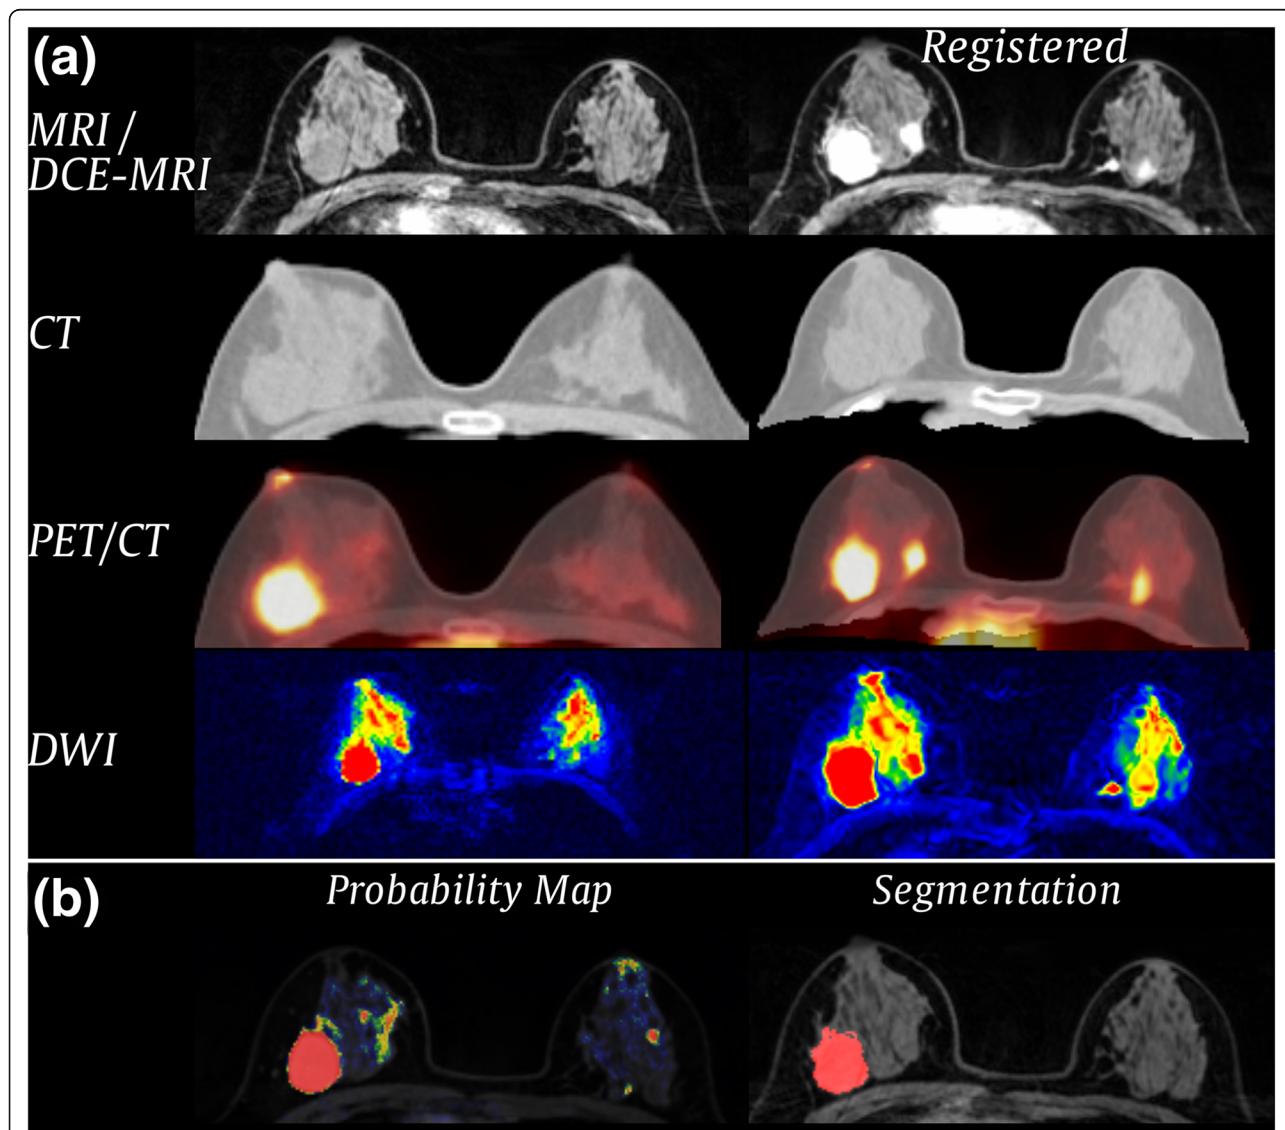 (a)
Registered
MRI /
DCE-MRI
CT
PET/CT
DWI
(b)
Probability Map
Segmentation